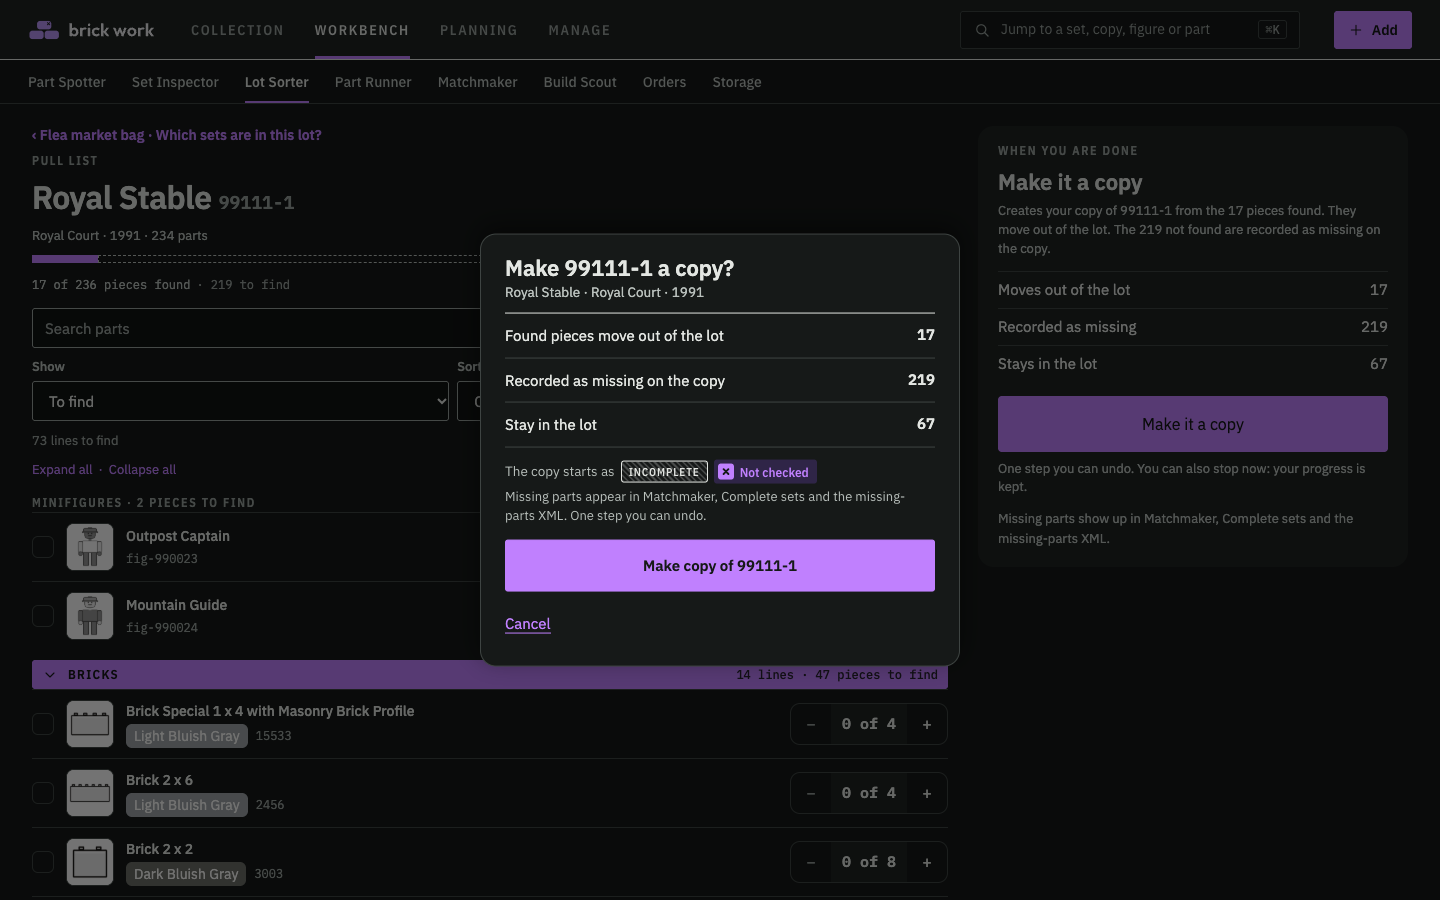 brick work
COLLECTION
WORKBENCH
PLANNING
MANAGE
Jump to a set, copy, figure or part
⌘K
+ Add
Part Spotter
Set Inspector
Lot Sorter
Part Runner
Matchmaker
Build Scout
Orders
Storage
‹ Flea market bag · Which sets are in this lot?
PULL LIST
Royal Stable 99111-1
Royal Court · 1991 · 234 parts
17 of 236 pieces found · 219 to find
Search parts
Show
Sort
To find
73 lines to find
Expand all · Collapse all
MINIFIGURES · 2 PIECES TO FIND
Outpost Captain
fig-990023
Mountain Guide
fig-990024
BRICKS
14 lines · 47 pieces to find
Brick Special 1 x 4 with Masonry Brick Profile
Light Bluish Gray 15533
− 0 of 4 +
Brick 2 x 6
Light Bluish Gray 2456
− 0 of 4 +
Brick 2 x 2
Dark Bluish Gray 3003
− 0 of 8 +
Make 99111-1 a copy?
Royal Stable · Royal Court · 1991
Found pieces move out of the lot 17
Recorded as missing on the copy 219
Stay in the lot 67
The copy starts as INCOMPLETE Not checked
Missing parts appear in Matchmaker, Complete sets and the missing-
parts XML. One step you can undo.
Make copy of 99111-1
Cancel
WHEN YOU ARE DONE
Make it a copy
Creates your copy of 99111-1 from the 17 pieces found. They
move out of the lot. The 219 not found are recorded as missing on
the copy.
Moves out of the lot 17
Recorded as missing 219
Stays in the lot 67
Make it a copy
One step you can undo. You can also stop now: your progress is
kept.
Missing parts show up in Matchmaker, Complete sets and the
missing-parts XML.